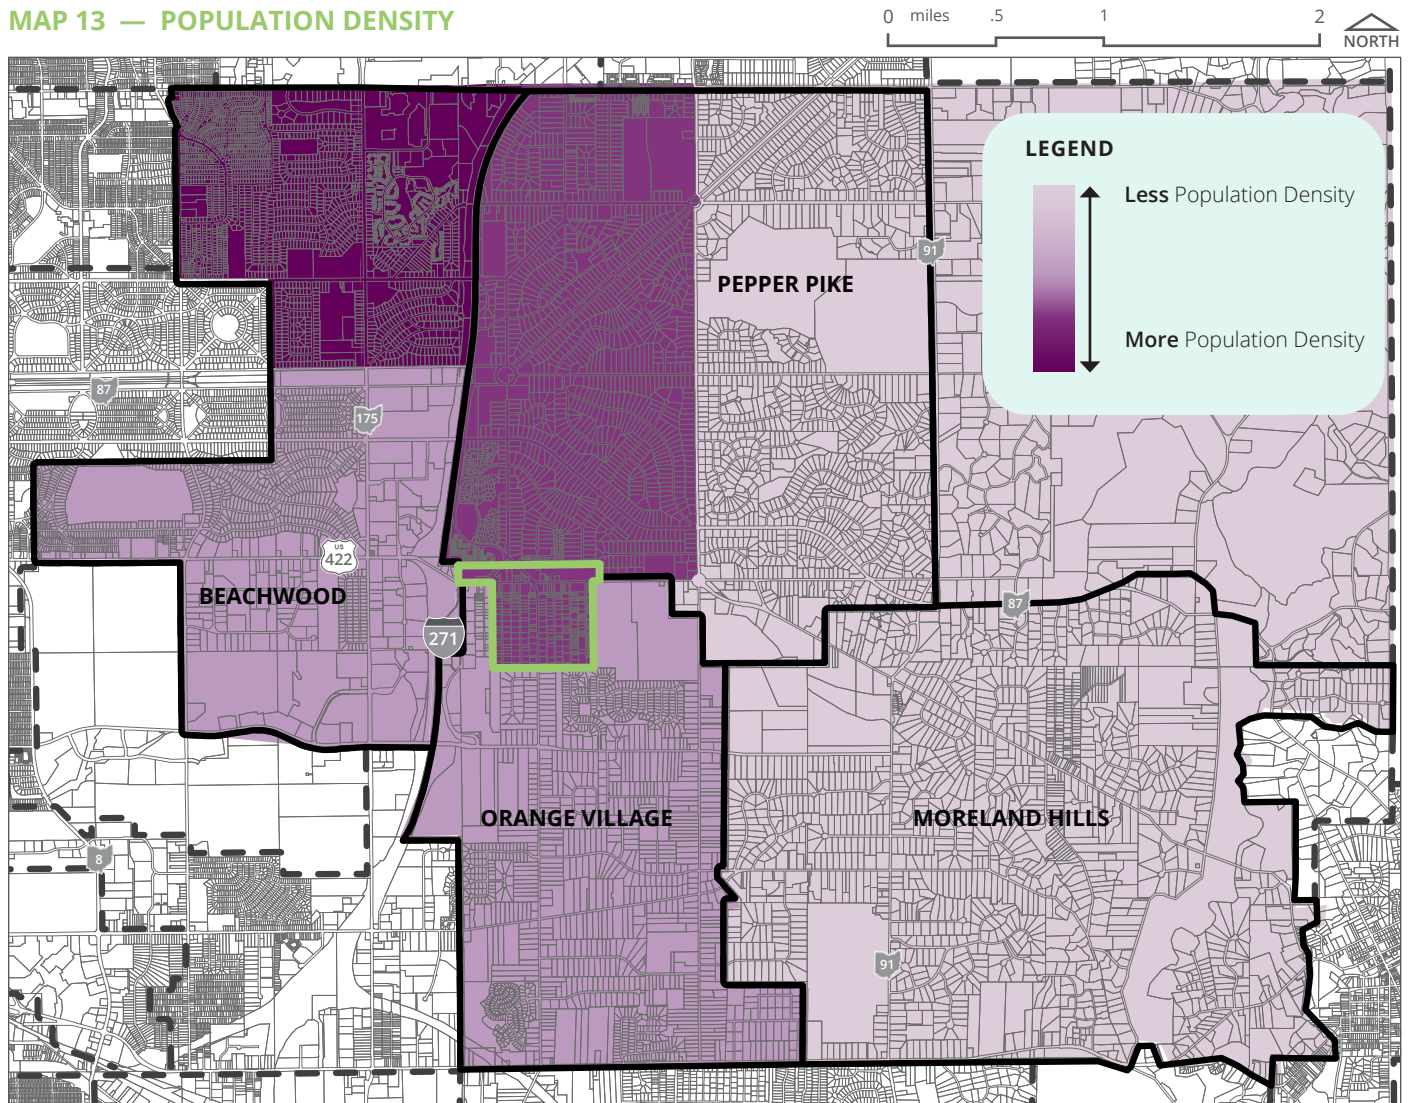 MAP 13 — POPULATION DENSITY
0 miles .5 1 2
NORTH
LEGEND
Less Population Density
More Population Density
91
PEPPER PIKE
87
175
US
422
BEACHWOOD
87
271
ORANGE VILLAGE
MORELAND HILLS
8
91